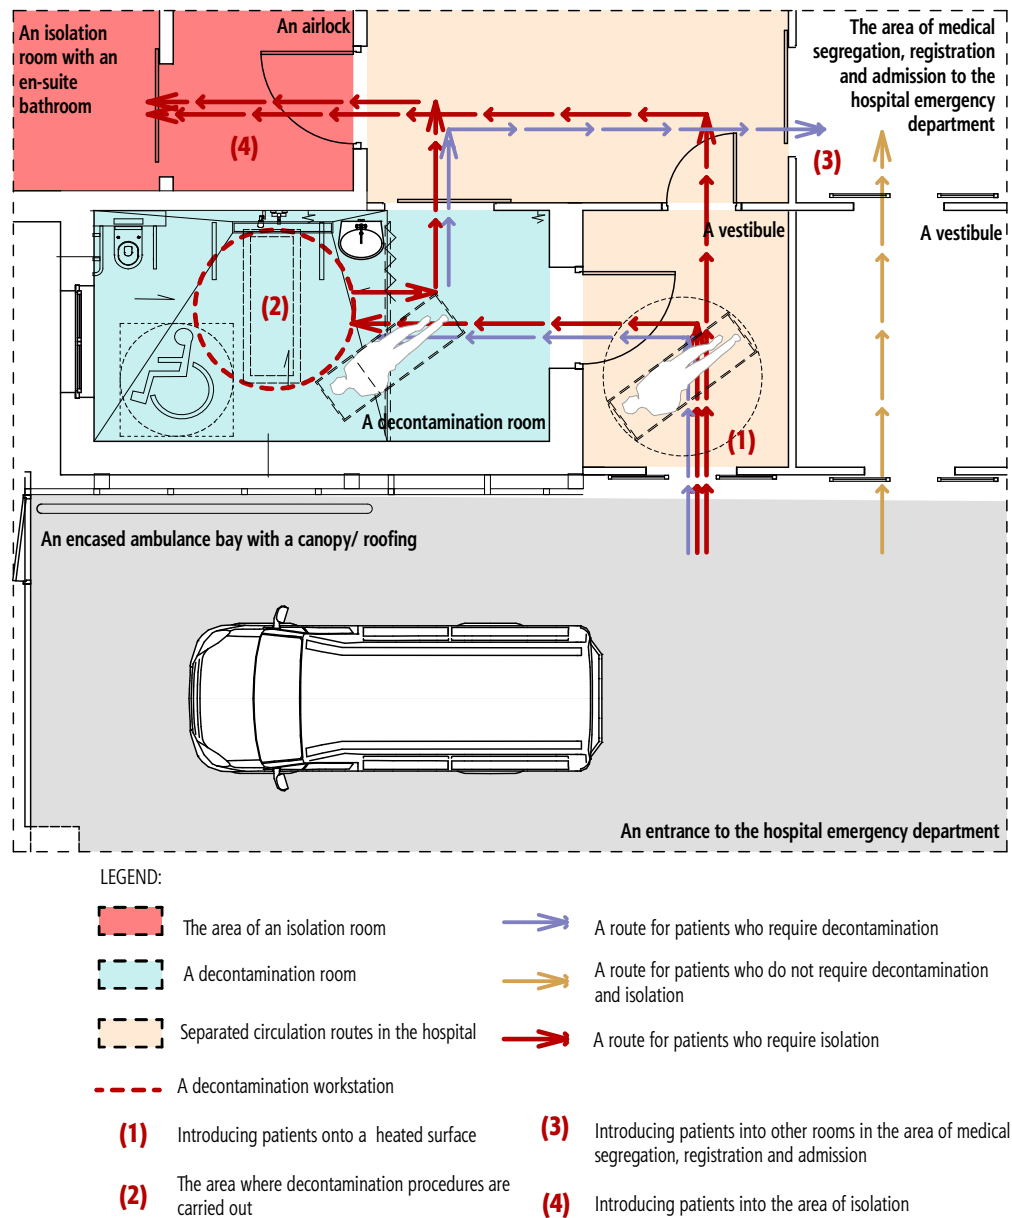 An isolation
room with an
en-suite
bathroom
An airlock
The area of medical
segregation, registration
and admission to the
hospital emergency
department
(4)
(3)
A vestibule
A vestibule
(2)
A decontamination room
(1)
An encased ambulance bay with a canopy/ roofing
An entrance to the hospital emergency department
LEGEND:
The area of an isolation room
A decontamination room
Separated circulation routes in the hospital
A decontamination workstation
(1) Introducing patients onto a heated surface
(2) The area where decontamination procedures are
carried out
A route for patients who require decontamination
A route for patients who do not require decontamination
and isolation
A route for patients who require isolation
(3) Introducing patients into other rooms in the area of medical
segregation, registration and admission
(4) Introducing patients into the area of isolation